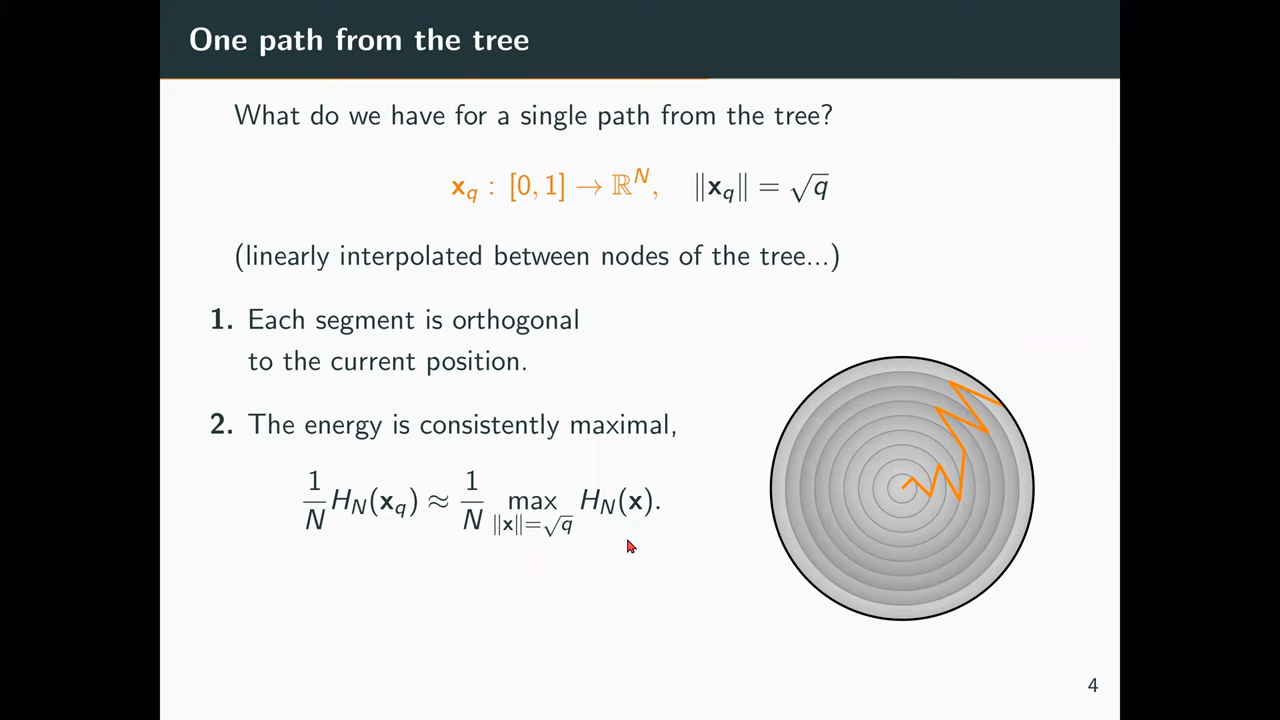 One path from the tree
What do we have for a single path from the tree?
x_q : [0, 1] → ℝ^N, ‖x_q‖ = √q
(linearly interpolated between nodes of the tree...)
1. Each segment is orthogonal
to the current position.
2. The energy is consistently maximal,
1/N H_N(x_q) ≈ 1/N max_{‖x‖=√q} H_N(x).
4